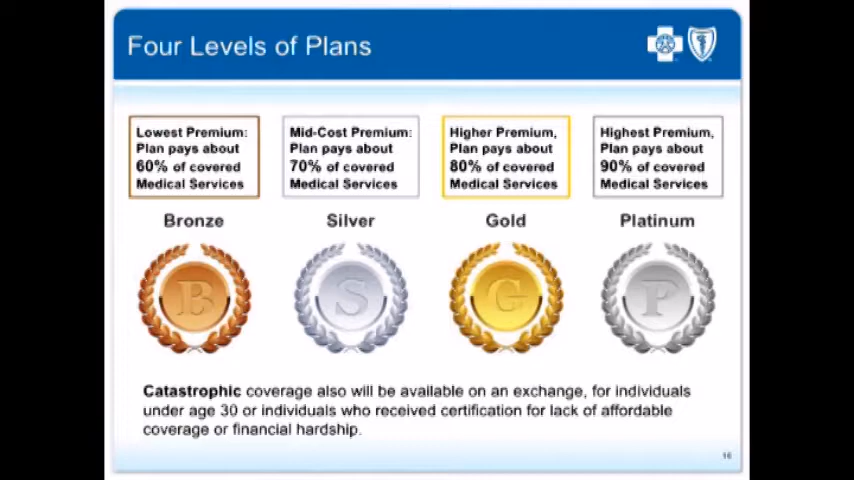 Four Levels of Plans
Lowest Premium:
Plan pays about
60% of covered
Medical Services
Mid-Cost Premium:
Plan pays about
70% of covered
Medical Services
Higher Premium,
Plan pays about
80% of covered
Medical Services
Highest Premium,
Plan pays about
90% of covered
Medical Services
Bronze
Silver
Gold
Platinum
B
S
G
P
Catastrophic coverage also will be available on an exchange, for individuals
under age 30 or individuals who received certification for lack of affordable
coverage or financial hardship.
16